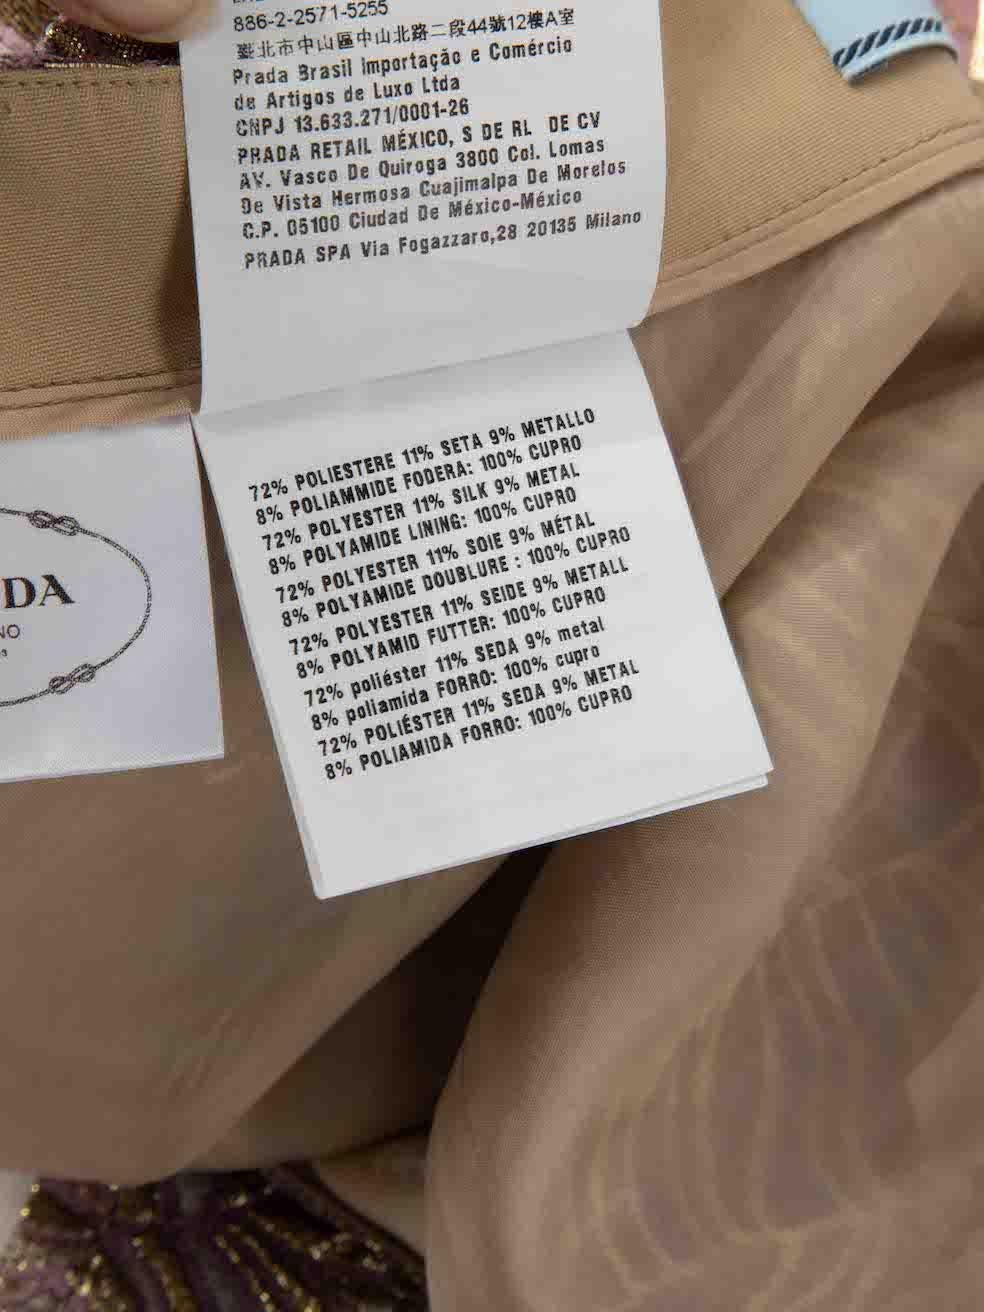 886-2-2571-5255
臺北市中山區中山北路二段44號12樓A室
Prada Brasil Importação e Comércio
de Artigos de Luxo Ltda
CNPJ 13.633.271/0001-26
PRADA RETAIL MÉXICO, S DE RL DE CV
AV. Vasco De Quiroga 3800 Col. Lomas
De Vista Hermosa Cuajimalpa De Morelos
C.P. 05100 Ciudad De México-México
PRADA SPA Via Fogazzaro,28 20135 Milano
72% POLIESTERE 11% SETA 9% METALLO
8% POLIAMMIDE FODERA: 100% CUPRO
72% POLYESTER 11% SILK 9% METAL
8% POLYAMIDE LINING: 100% CUPRO
72% POLYESTER 11% SOIE 9% MÉTAL
8% POLYAMIDE DOUBLURE : 100% CUPRO
72% POLYESTER 11% SEIDE 9% METALL
8% POLYAMID FUTTER: 100% CUPRO
72% poliéster 11% SEDA 9% metal
8% poliamida FORRO: 100% cupro
72% POLIÉSTER 11% SEDA 9% METAL
8% POLIAMIDA FORRO: 100% CUPRO
DA
NO